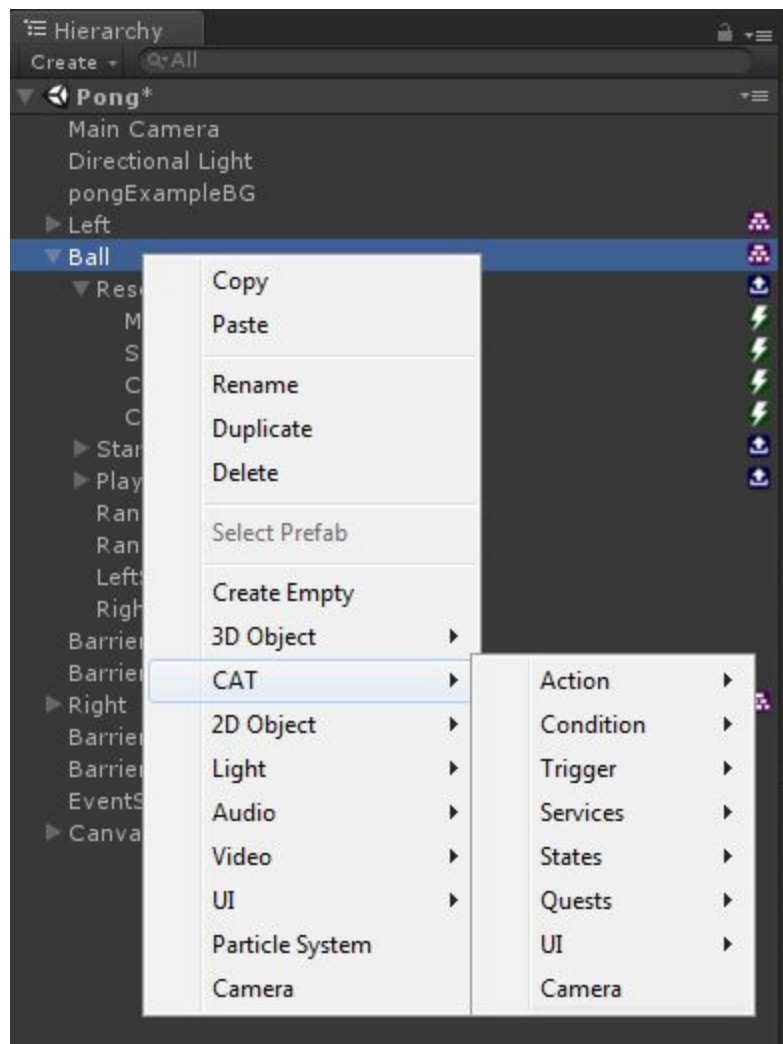 Hierarchy
Create All
Pong*
Main Camera
Directional Light
pongExampleBG
Left
Ball
Copy
Paste
Rename
Duplicate
Delete
Select Prefab
Create Empty
3D Object
CAT
2D Object
Light
Audio
Video
UI
Particle System
Camera
Action
Condition
Trigger
Services
States
Quests
UI
Camera
Right